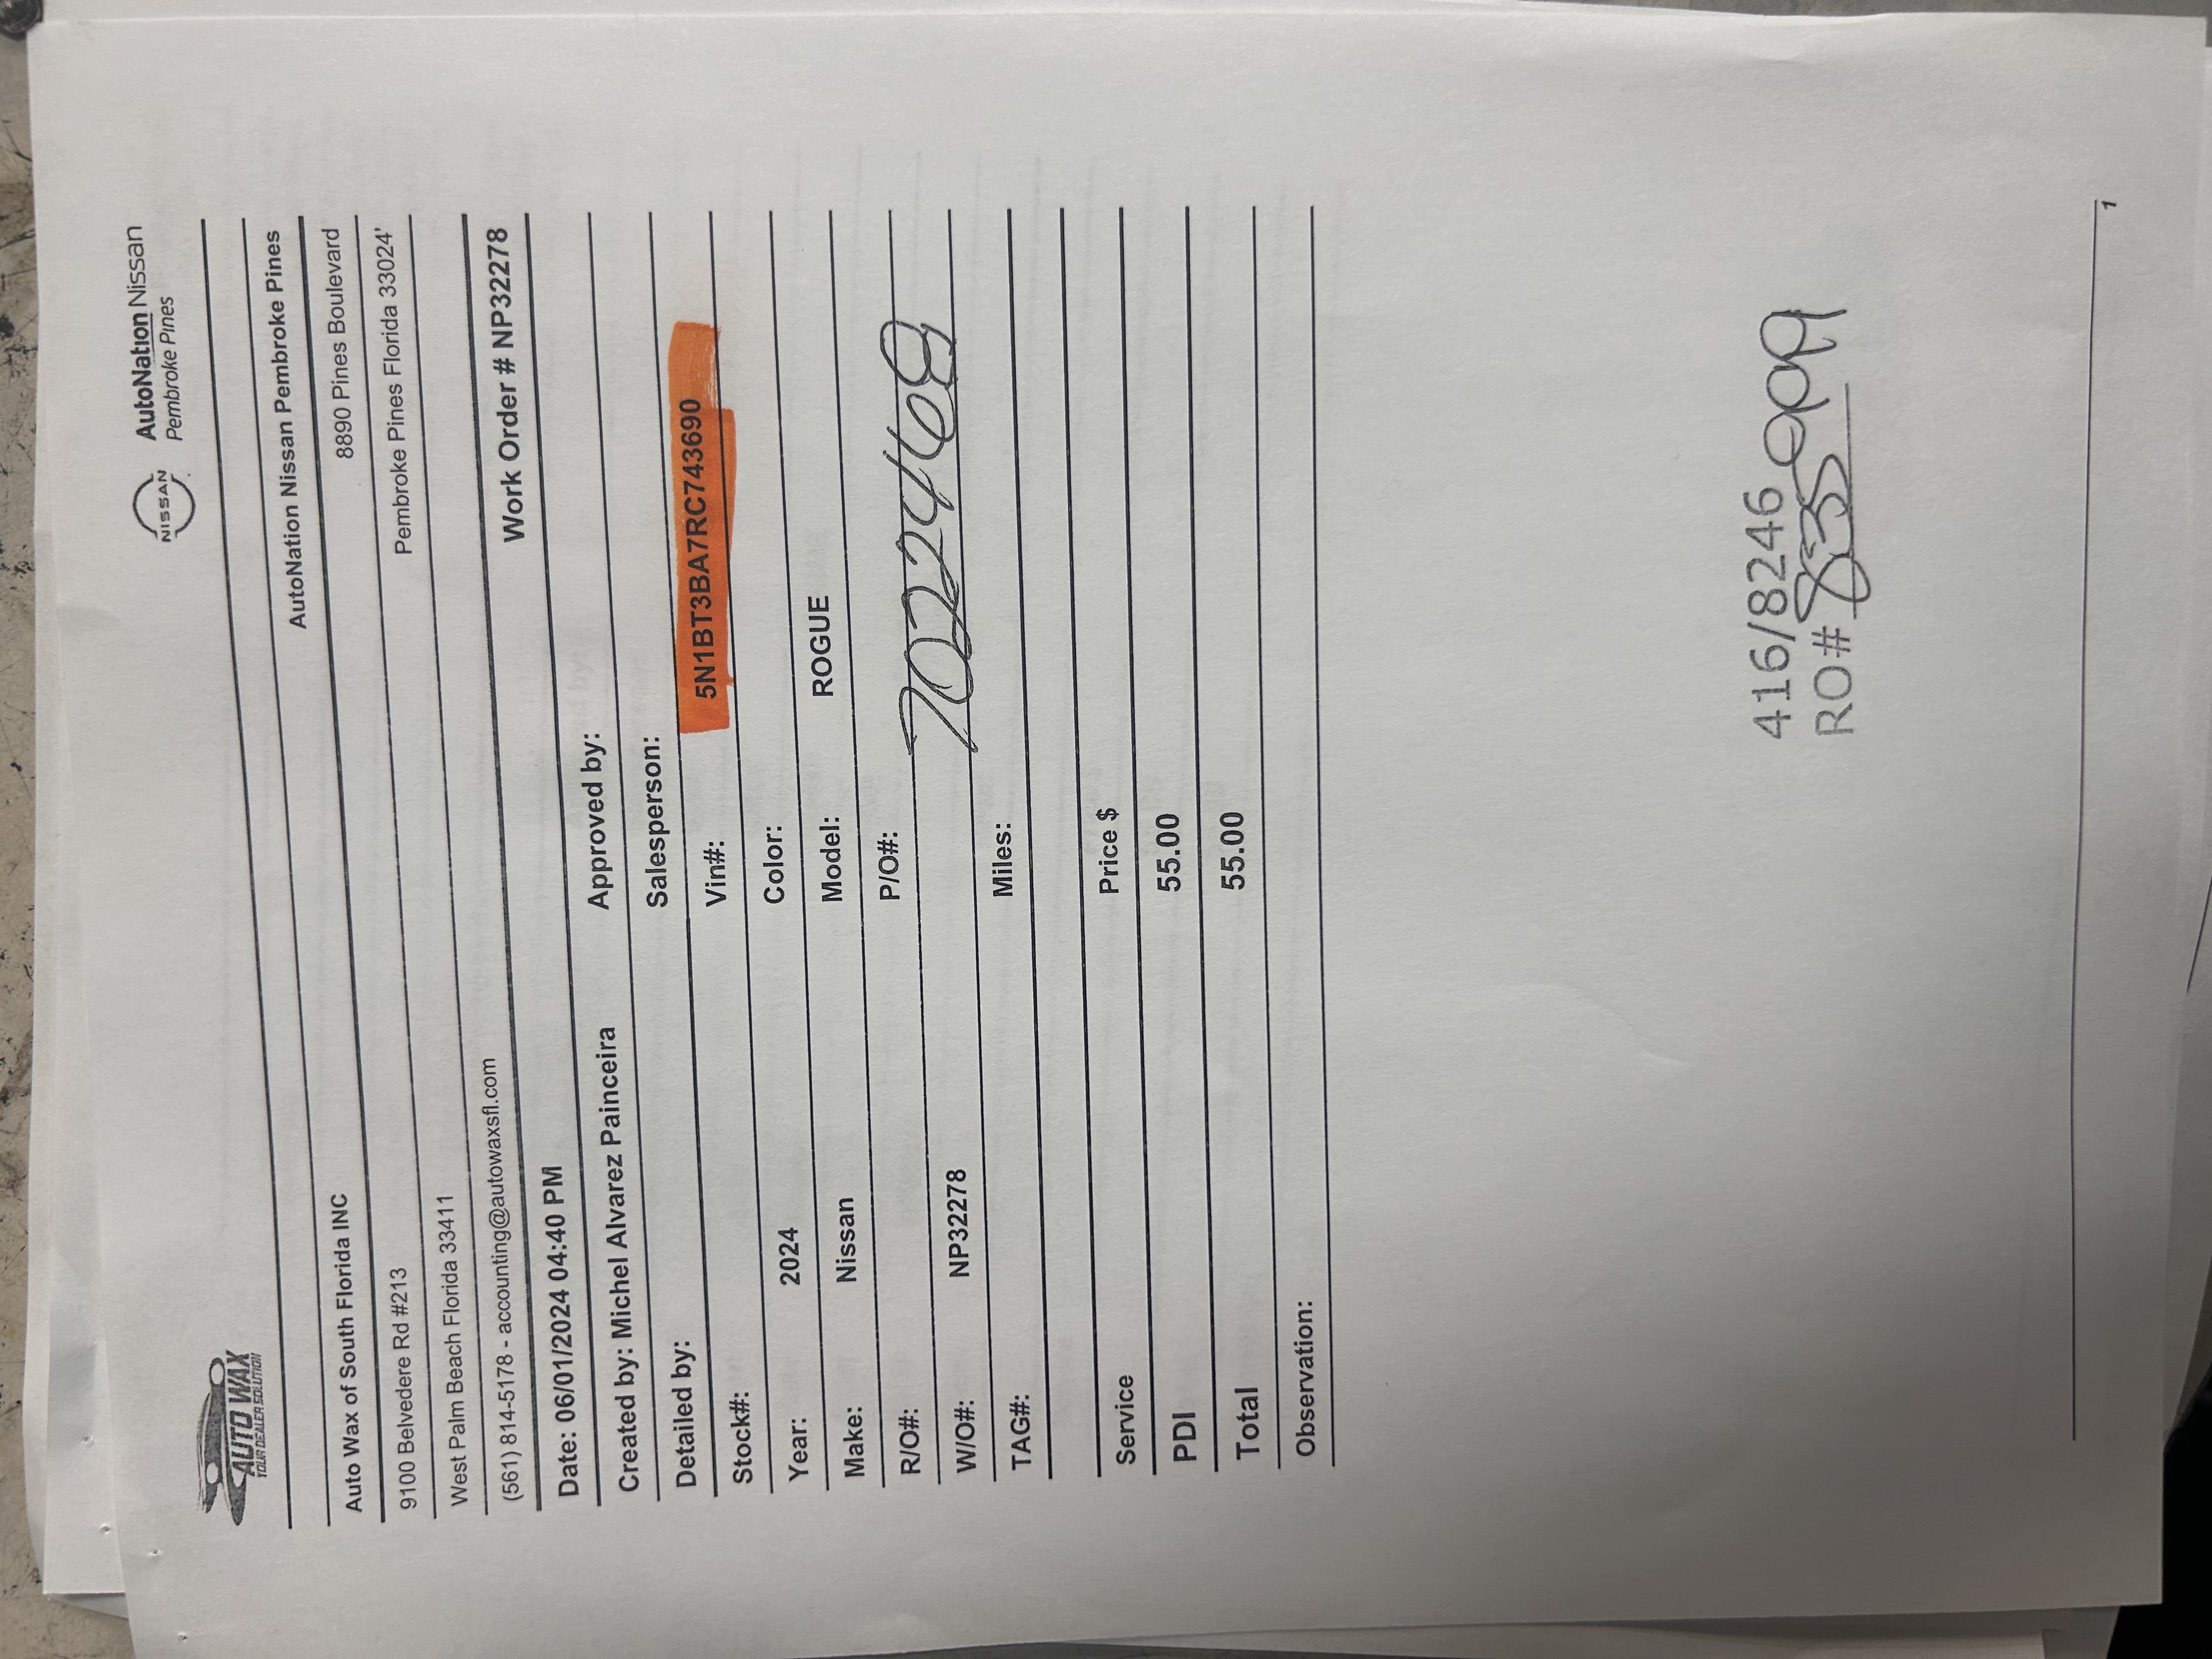 AUTO WAX
YOUR DEALER SOLUTION
NISSAN
AutoNation Nissan
Pembroke Pines
AutoNation Nissan Pembroke Pines
Auto Wax of South Florida INC
8890 Pines Boulevard
9100 Belvedere Rd #213
Pembroke Pines Florida 33024'
West Palm Beach Florida 33411
(561) 814-5178 - accounting@autowaxsfl.com
Work Order # NP32278
Date: 06/01/2024 04:40 PM
Approved by:
Created by: Michel Alvarez Painceira
Salesperson:
Detailed by:
Vin#: 5N1BT3BA7RC743690
Stock#:
Color:
Year: 2024
Model: ROGUE
Make: Nissan
P/O#: 7022468
R/O#:
W/O#: NP32278
Miles:
TAG#:
Service Price $
PDI 55.00
Total 55.00
Observation:
416/8246
RO#
1